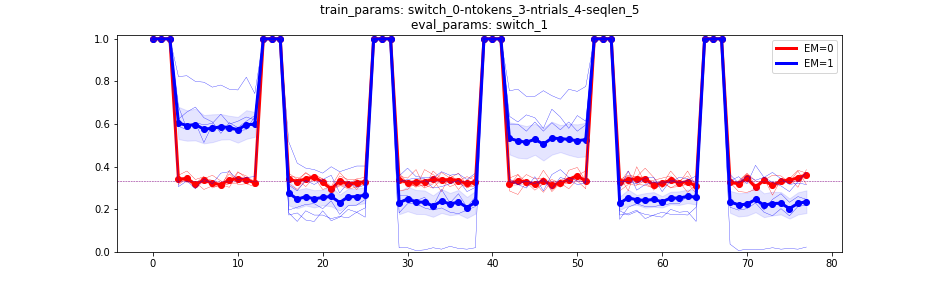 train_params: switch_0-ntokens_3-ntrials_4-seqlen_5
eval_params: switch_1
1.0
0.8
0.6
0.4
0.2
0.0
EM=0
EM=1
0 10 20 30 40 50 60 70 80